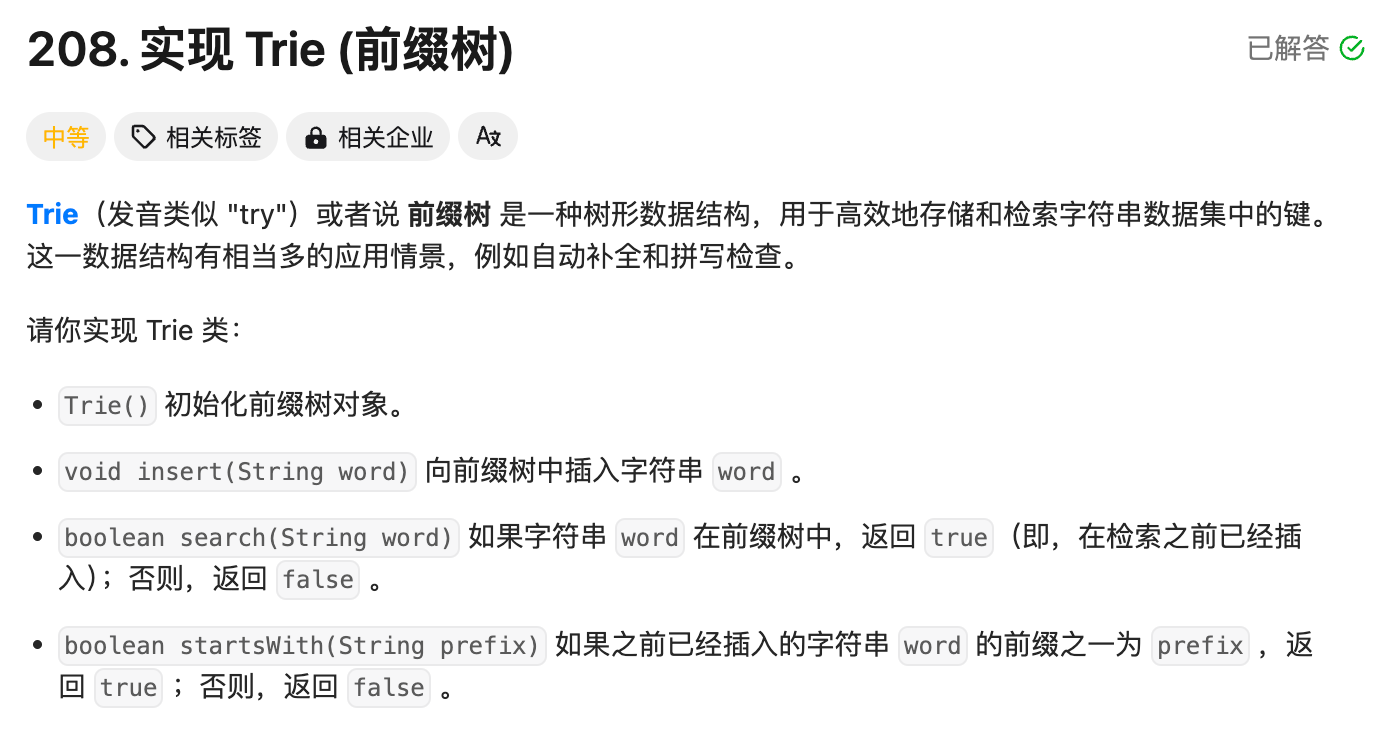 208. 实现 Trie (前缀树)
已解答
中等
相关标签
相关企业
Trie（发音类似 "try"）或者说 前缀树 是一种树形数据结构，用于高效地存储和检索字符串数据集中的键。
这一数据结构有相当多的应用情景，例如自动补全和拼写检查。
请你实现 Trie 类：
• Trie() 初始化前缀树对象。
• void insert(String word) 向前缀树中插入字符串 word 。
• boolean search(String word) 如果字符串 word 在前缀树中，返回 true（即，在检索之前已经插
入）；否则，返回 false 。
• boolean startsWith(String prefix) 如果之前已经插入的字符串 word 的前缀之一为 prefix ，返
回 true ；否则，返回 false 。